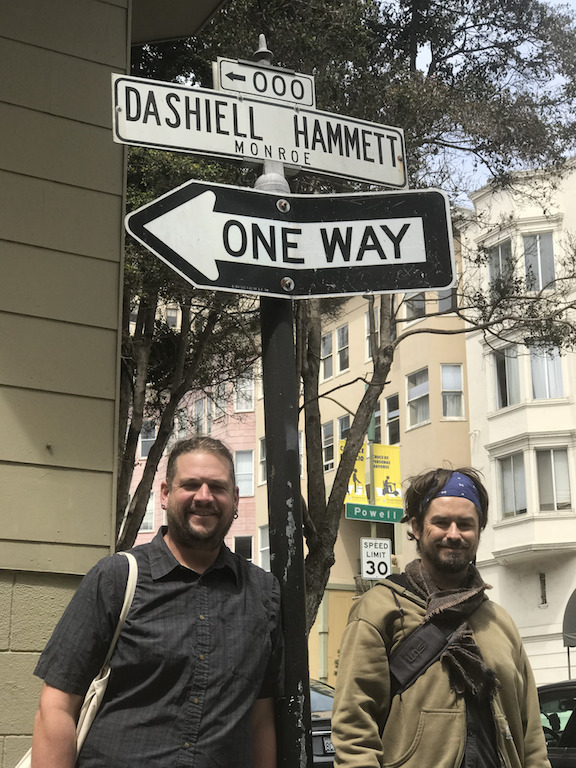 000
DASHIELL HAMMETT
MONROE
ONE WAY
Powell
SPEED
LIMIT
30